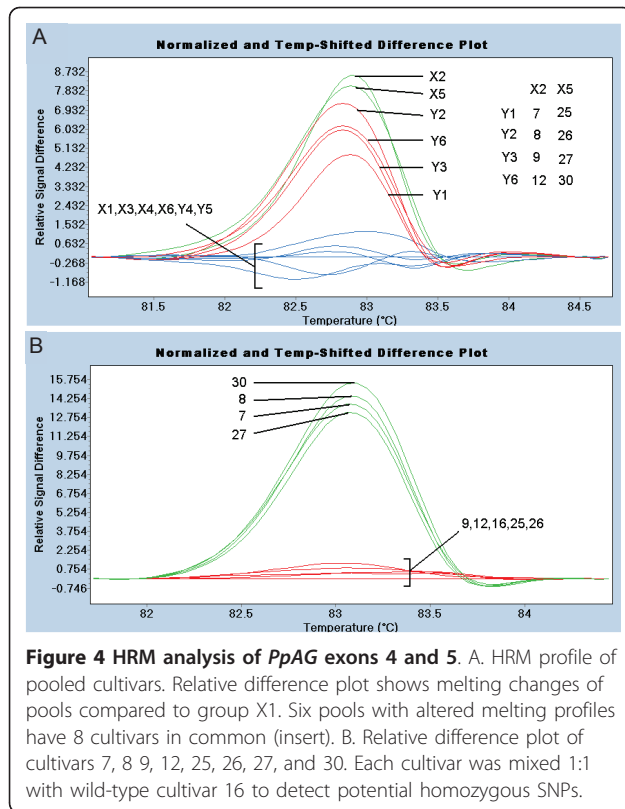 A
Normalized and Temp-Shifted Difference Plot
Relative Signal Difference
8.732
7.932
6.932
6.032
5.132
4.232
3.332
2.432
1.532
0.632
-0.268
-1.168
X2
X5
Y2
Y6
Y3
Y1
X2 X5
Y1 7 25
Y2 8 26
Y3 9 27
Y6 12 30
X1,X3,X4,X6,Y4,Y5
81.5 82 82.5 83 83.5 84 84.5
Temperature (°C)
B
Normalized and Temp-Shifted Difference Plot
Relative Signal Difference
15.754
14.254
12.754
11.254
9.754
8.254
6.754
5.254
3.754
2.254
0.754
-0.746
30
8
7
27
9,12,16,25,26
82 82.5 83 83.5 84
Temperature (°C)
Figure 4 HRM analysis of PpAG exons 4 and 5. A. HRM profile of
pooled cultivars. Relative difference plot shows melting changes of
pools compared to group X1. Six pools with altered melting profiles
have 8 cultivars in common (insert). B. Relative difference plot of
cultivars 7, 8 9, 12, 25, 26, 27, and 30. Each cultivar was mixed 1:1
with wild-type cultivar 16 to detect potential homozygous SNPs.